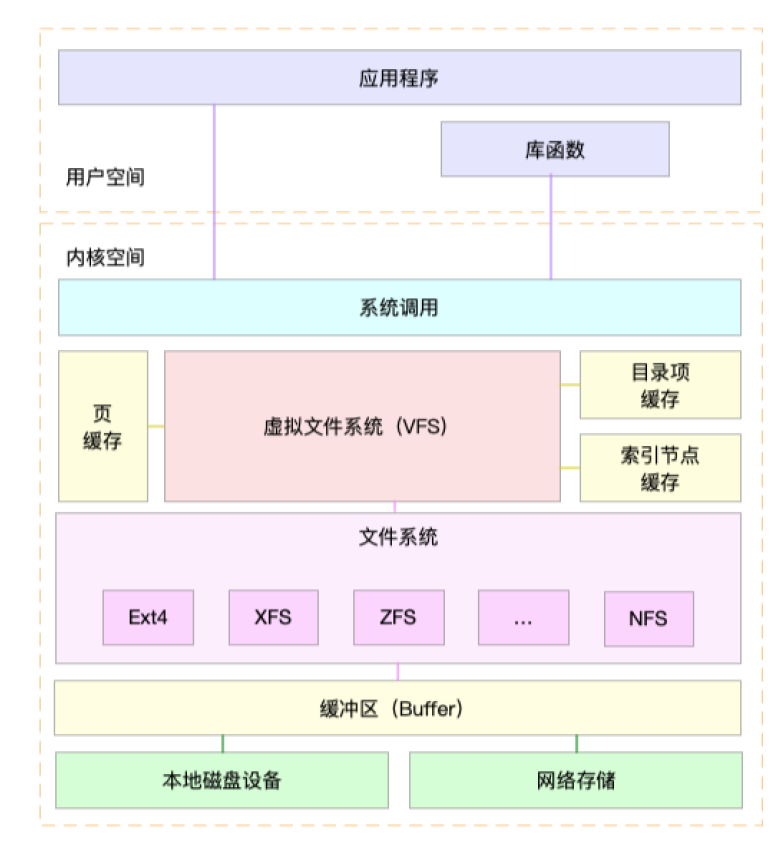 应用程序
库函数
用户空间
内核空间
系统调用
页
缓存
虚拟文件系统（VFS）
目录项
缓存
索引节点
缓存
文件系统
Ext4
XFS
ZFS
...
NFS
缓冲区（Buffer）
本地磁盘设备
网络存储